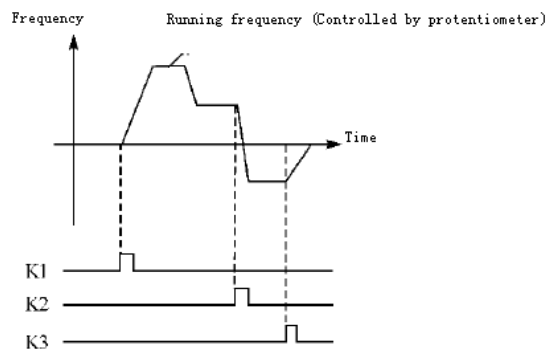 Frequency
Running frequency (Controlled by protentiometer)
Time
K1
K2
K3